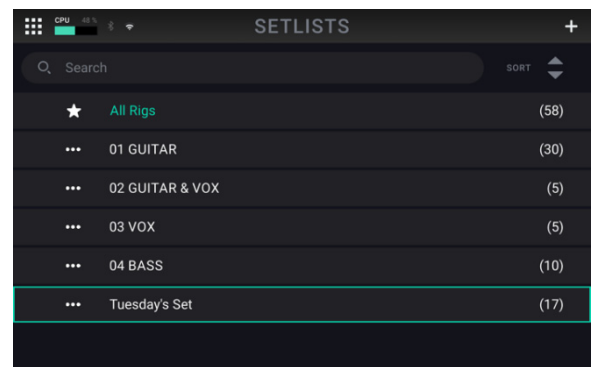 CPU 48 % SETLISTS +
Search SORT
All Rigs (58)
01 GUITAR (30)
02 GUITAR & VOX (5)
03 VOX (5)
04 BASS (10)
Tuesday's Set (17)